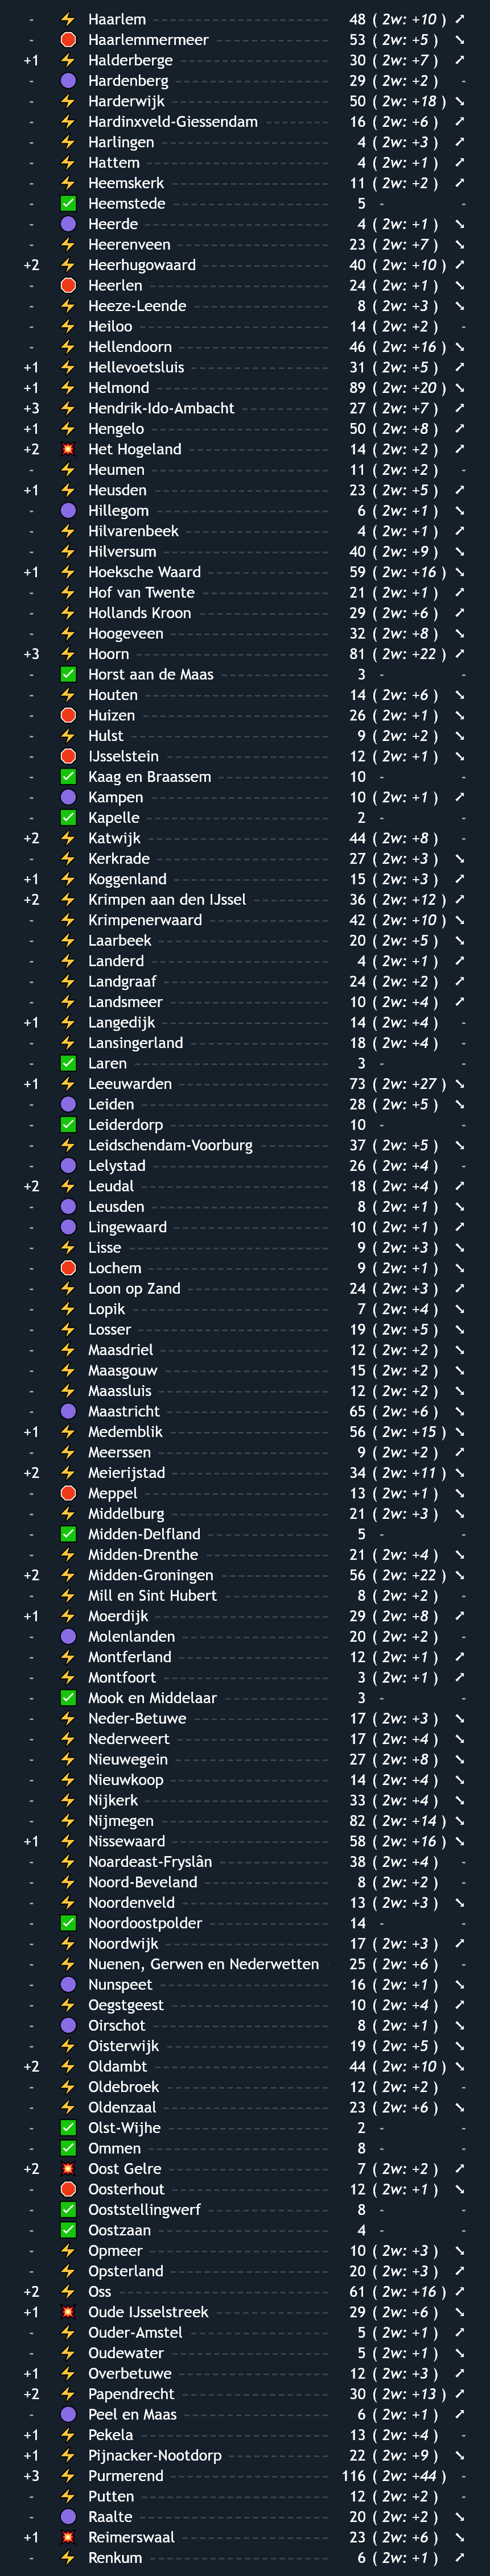 - ⚡ Haarlem 48 ( 2w: +10 ) ⭧
- 🛑 Haarlemmermeer 53 ( 2w: +5 ) ⭨
+1 ⚡ Halderberge 30 ( 2w: +7 ) ⭧
- 🟣 Hardenberg 29 ( 2w: +2 ) -
- ⚡ Harderwijk 50 ( 2w: +18 ) ⭨
- ⚡ Hardinxveld-Giessendam 16 ( 2w: +6 ) ⭧
- ⚡ Harlingen 4 ( 2w: +3 ) ⭧
- ⚡ Hattem 4 ( 2w: +1 ) ⭧
- ⚡ Heemskerk 11 ( 2w: +2 ) ⭧
- ✅ Heemstede 5 - -
- 🟣 Heerde 4 ( 2w: +1 ) ⭨
- ⚡ Heerenveen 23 ( 2w: +7 ) ⭨
+2 ⚡ Heerhugowaard 40 ( 2w: +10 ) ⭧
- 🛑 Heerlen 24 ( 2w: +1 ) ⭨
- ⚡ Heeze-Leende 8 ( 2w: +3 ) ⭨
- ⚡ Heiloo 14 ( 2w: +2 ) -
- ⚡ Hellendoorn 46 ( 2w: +16 ) ⭨
+1 ⚡ Hellevoetsluis 31 ( 2w: +5 ) ⭧
+1 ⚡ Helmond 89 ( 2w: +20 ) ⭨
+3 ⚡ Hendrik-Ido-Ambacht 27 ( 2w: +7 ) ⭧
+1 ⚡ Hengelo 50 ( 2w: +8 ) ⭧
+2 💥 Het Hogeland 14 ( 2w: +2 ) ⭧
- ⚡ Heumen 11 ( 2w: +2 ) -
+1 ⚡ Heusden 23 ( 2w: +5 ) ⭧
- 🟣 Hillegom 6 ( 2w: +1 ) ⭨
- ⚡ Hilvarenbeek 4 ( 2w: +1 ) ⭧
- ⚡ Hilversum 40 ( 2w: +9 ) ⭨
+1 ⚡ Hoeksche Waard 59 ( 2w: +16 ) ⭨
- ⚡ Hof van Twente 21 ( 2w: +1 ) ⭧
- ⚡ Hollands Kroon 29 ( 2w: +6 ) ⭧
- ⚡ Hoogeveen 32 ( 2w: +8 ) ⭨
+3 ⚡ Hoorn 81 ( 2w: +22 ) ⭧
- ✅ Horst aan de Maas 3 - -
- ⚡ Houten 14 ( 2w: +6 ) ⭨
- 🛑 Huizen 26 ( 2w: +1 ) ⭨
- ⚡ Hulst 9 ( 2w: +2 ) ⭨
- 🛑 IJsselstein 12 ( 2w: +1 ) ⭨
- ✅ Kaag en Braassem 10 - -
- 🟣 Kampen 10 ( 2w: +1 ) ⭧
- ✅ Kapelle 2 - -
+2 ⚡ Katwijk 44 ( 2w: +8 ) -
- ⚡ Kerkrade 27 ( 2w: +3 ) ⭨
+1 ⚡ Koggenland 15 ( 2w: +3 ) ⭧
+2 ⚡ Krimpen aan den IJssel 36 ( 2w: +12 ) ⭧
- ⚡ Krimpenerwaard 42 ( 2w: +10 ) ⭨
- ⚡ Laarbeek 20 ( 2w: +5 ) ⭨
- ⚡ Landerd 4 ( 2w: +1 ) ⭧
- ⚡ Landgraaf 24 ( 2w: +2 ) ⭧
- ⚡ Landsmeer 10 ( 2w: +4 ) ⭧
+1 ⚡ Langedijk 14 ( 2w: +4 ) -
- ⚡ Lansingerland 18 ( 2w: +4 ) -
- ✅ Laren 3 - -
+1 ⚡ Leeuwarden 73 ( 2w: +27 ) ⭨
- 🟣 Leiden 28 ( 2w: +5 ) ⭨
- ✅ Leiderdorp 10 - -
- ⚡ Leidschendam-Voorburg 37 ( 2w: +5 ) ⭨
- 🟣 Lelystad 26 ( 2w: +4 ) -
+2 ⚡ Leudal 18 ( 2w: +4 ) ⭧
- 🟣 Leusden 8 ( 2w: +1 ) ⭨
- 🟣 Lingewaard 10 ( 2w: +1 ) ⭧
- ⚡ Lisse 9 ( 2w: +3 ) ⭨
- 🛑 Lochem 9 ( 2w: +1 ) ⭨
- ⚡ Loon op Zand 24 ( 2w: +3 ) ⭧
- ⚡ Lopik 7 ( 2w: +4 ) ⭨
- ⚡ Losser 19 ( 2w: +5 ) ⭨
- ⚡ Maasdriel 12 ( 2w: +2 ) ⭨
- ⚡ Maasgouw 15 ( 2w: +2 ) ⭨
- ⚡ Maassluis 12 ( 2w: +2 ) ⭨
- 🟣 Maastricht 65 ( 2w: +6 ) ⭨
+1 ⚡ Medemblik 56 ( 2w: +15 ) ⭨
- ⚡ Meerssen 9 ( 2w: +2 ) ⭧
+2 ⚡ Meierijstad 34 ( 2w: +11 ) ⭨
- 🛑 Meppel 13 ( 2w: +1 ) ⭨
- ⚡ Middelburg 21 ( 2w: +3 ) ⭨
- ✅ Midden-Delfland 5 - -
- ⚡ Midden-Drenthe 21 ( 2w: +4 ) ⭨
+2 ⚡ Midden-Groningen 56 ( 2w: +22 ) ⭨
- ⚡ Mill en Sint Hubert 8 ( 2w: +2 ) -
+1 ⚡ Moerdijk 29 ( 2w: +8 ) ⭧
- 🟣 Molenlanden 20 ( 2w: +2 ) -
- ⚡ Montferland 12 ( 2w: +1 ) ⭧
- ⚡ Montfoort 3 ( 2w: +1 ) ⭧
- ✅ Mook en Middelaar 3 - -
- ⚡ Neder-Betuwe 17 ( 2w: +3 ) ⭨
- ⚡ Nederweert 17 ( 2w: +4 ) ⭨
- ⚡ Nieuwegein 27 ( 2w: +8 ) ⭨
- ⚡ Nieuwkoop 14 ( 2w: +4 ) ⭨
- ⚡ Nijkerk 33 ( 2w: +4 ) ⭨
- ⚡ Nijmegen 82 ( 2w: +14 ) ⭨
+1 ⚡ Nissewaard 58 ( 2w: +16 ) ⭨
- ⚡ Noardeast-Fryslân 38 ( 2w: +4 ) -
- ⚡ Noord-Beveland 8 ( 2w: +2 ) -
- ⚡ Noordenveld 13 ( 2w: +3 ) ⭨
- ✅ Noordoostpolder 14 - -
- ⚡ Noordwijk 17 ( 2w: +3 ) ⭧
- ⚡ Nuenen, Gerwen en Nederwetten 25 ( 2w: +6 ) -
- 🟣 Nunspeet 16 ( 2w: +1 ) ⭨
- ⚡ Oegstgeest 10 ( 2w: +4 ) ⭧
- 🟣 Oirschot 8 ( 2w: +1 ) ⭨
- ⚡ Oisterwijk 19 ( 2w: +5 ) ⭨
+2 ⚡ Oldambt 44 ( 2w: +10 ) ⭨
- ⚡ Oldebroek 12 ( 2w: +2 ) -
- ⚡ Oldenzaal 23 ( 2w: +6 ) ⭨
- ✅ Olst-Wijhe 2 - -
- ✅ Ommen 8 - -
+2 💥 Oost Gelre 7 ( 2w: +2 ) ⭧
- 🛑 Oosterhout 12 ( 2w: +1 ) ⭨
- ✅ Ooststellingwerf 8 - -
- ✅ Oostzaan 4 - -
- ⚡ Opmeer 10 ( 2w: +3 ) ⭨
- ⚡ Opsterland 20 ( 2w: +3 ) ⭧
+2 ⚡ Oss 61 ( 2w: +16 ) ⭧
+1 💥 Oude IJsselstreek 29 ( 2w: +6 ) ⭨
- ⚡ Ouder-Amstel 5 ( 2w: +1 ) ⭧
- ⚡ Oudewater 5 ( 2w: +1 ) ⭨
+1 ⚡ Overbetuwe 12 ( 2w: +3 ) ⭧
+2 ⚡ Papendrecht 30 ( 2w: +13 ) ⭧
- 🟣 Peel en Maas 6 ( 2w: +1 ) ⭧
+1 ⚡ Pekela 13 ( 2w: +4 ) -
+1 ⚡ Pijnacker-Nootdorp 22 ( 2w: +9 ) ⭨
+3 ⚡ Purmerend 116 ( 2w: +44 ) -
- ⚡ Putten 12 ( 2w: +2 ) -
- 🟣 Raalte 20 ( 2w: +2 ) ⭨
+1 💥 Reimerswaal 23 ( 2w: +6 ) ⭨
- ⚡ Renkum 6 ( 2w: +1 ) ⭧